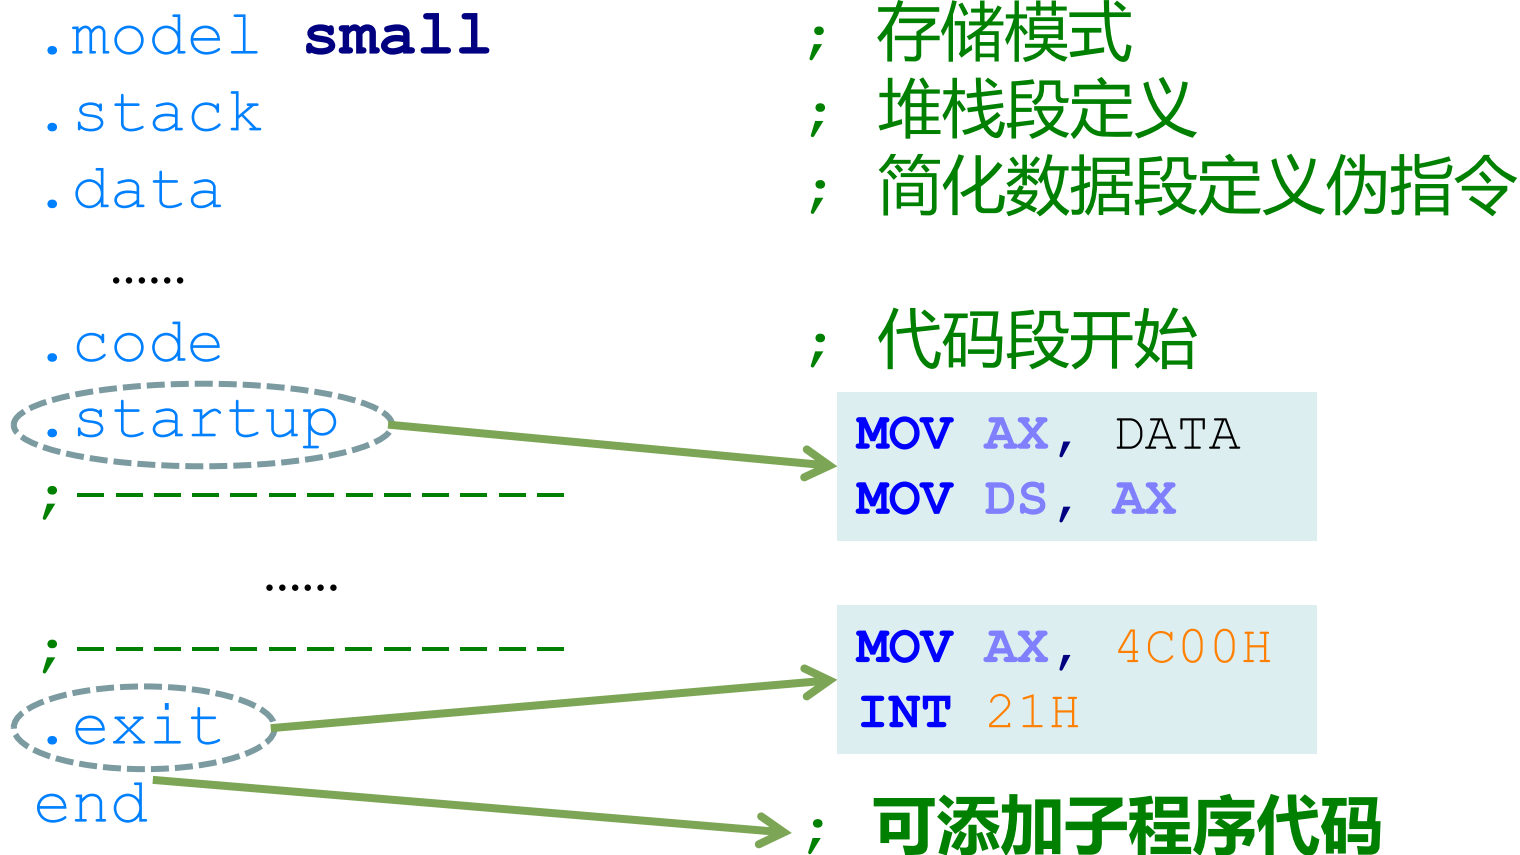 .model small ; 存储模式
.stack ; 堆栈段定义
.data ; 简化数据段定义伪指令
……
.code ; 代码段开始
.startup
MOV AX, DATA
;-------------
MOV DS, AX
……
;-------------
MOV AX, 4C00H
.exit
INT 21H
end ; 可添加子程序代码